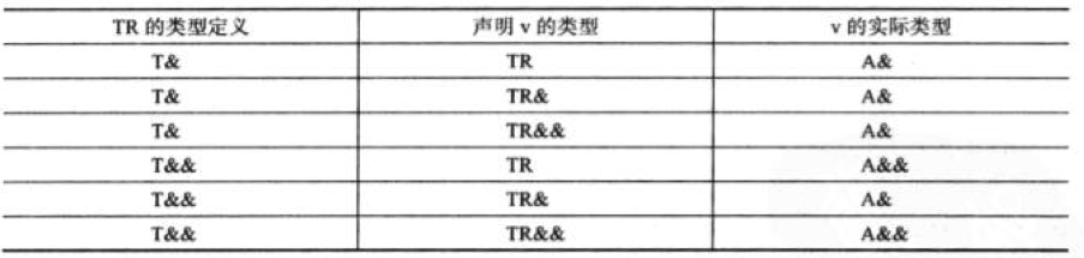 TR 的类型定义 声明 v 的类型 v 的实际类型
T& TR A&
T& TR& A&
T& TR&& A&
T&& TR A&&
T&& TR& A&
T&& TR&& A&&